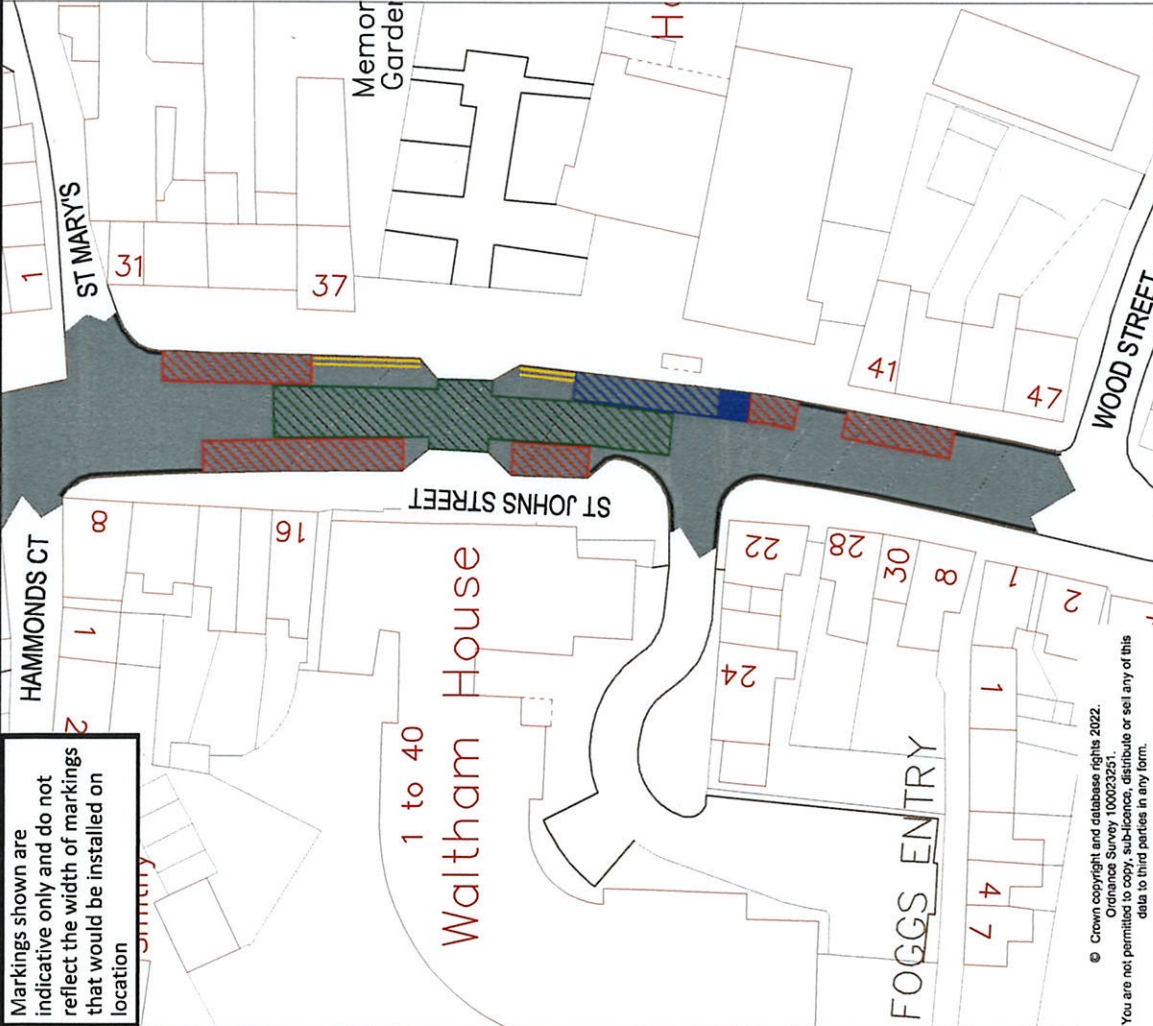 Markings shown are
indicative only and do not
reflect the width of markings
that would be installed on
location
HAMMONDS CT
ST MARY'S
1
31
37
Memor
Garden
8
1
2
16
ST JOHNS STREET
1 to 40
Waltham House
22
28
30
8
1
2
24
1
4
7
FOGGS ENTRY
41
47
WOOD STREET
© Crown copyright and database rights 2022.
Ordnance Survey 100023251.
You are not permitted to copy, sub-licence, distribute or sell any of this
data to third parties in any form.